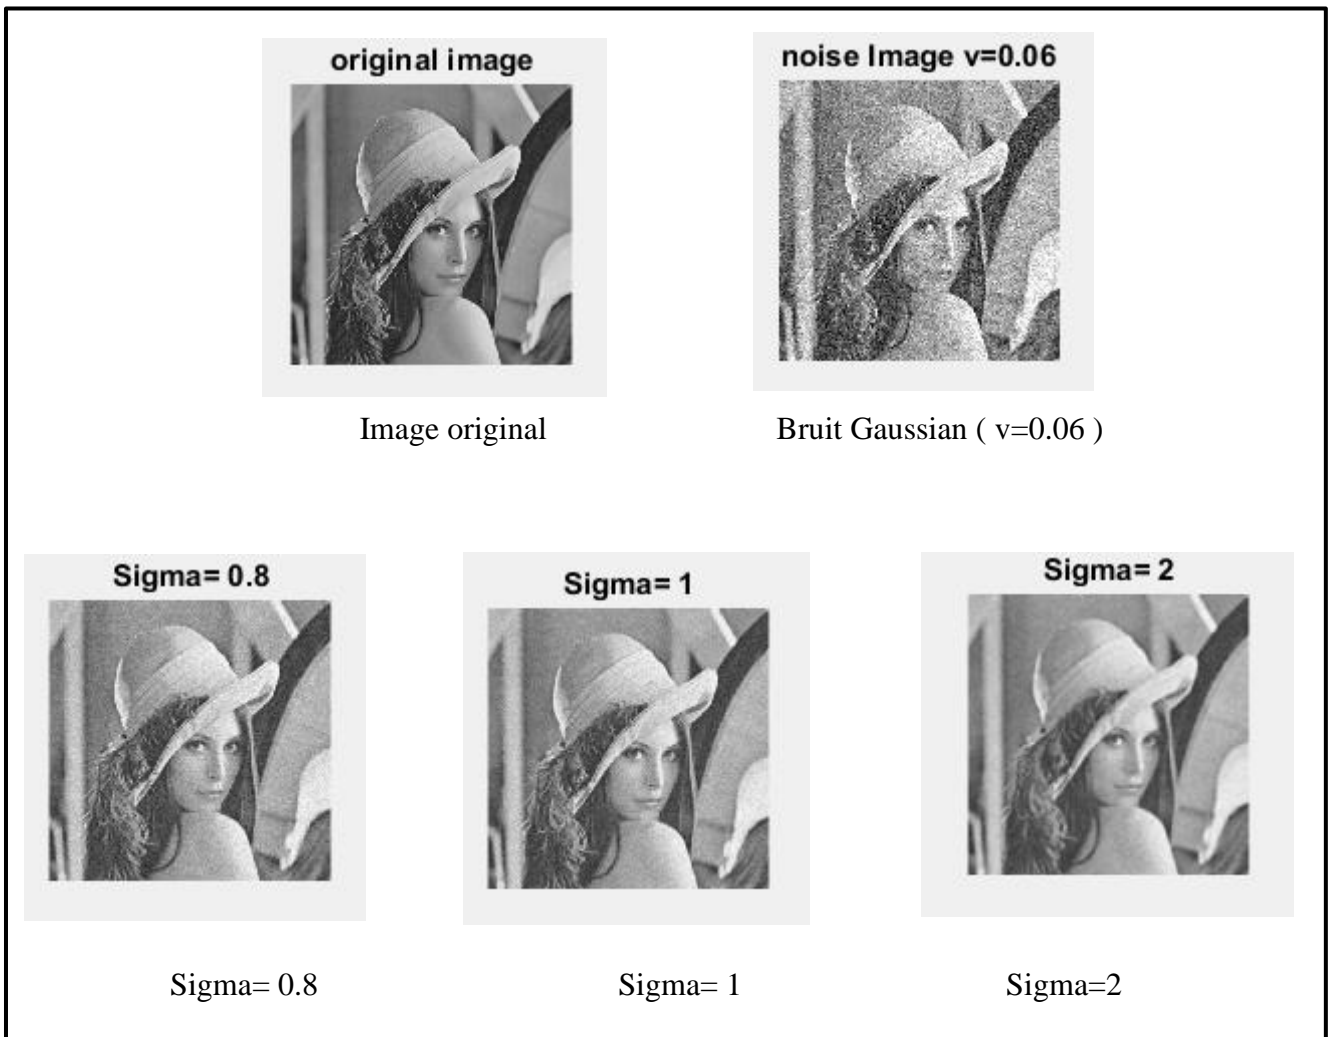 original image
noise Image v=0.06
Image original
Bruit Gaussian ( v=0.06 )
Sigma= 0.8
Sigma= 1
Sigma= 2
Sigma= 0.8
Sigma= 1
Sigma=2